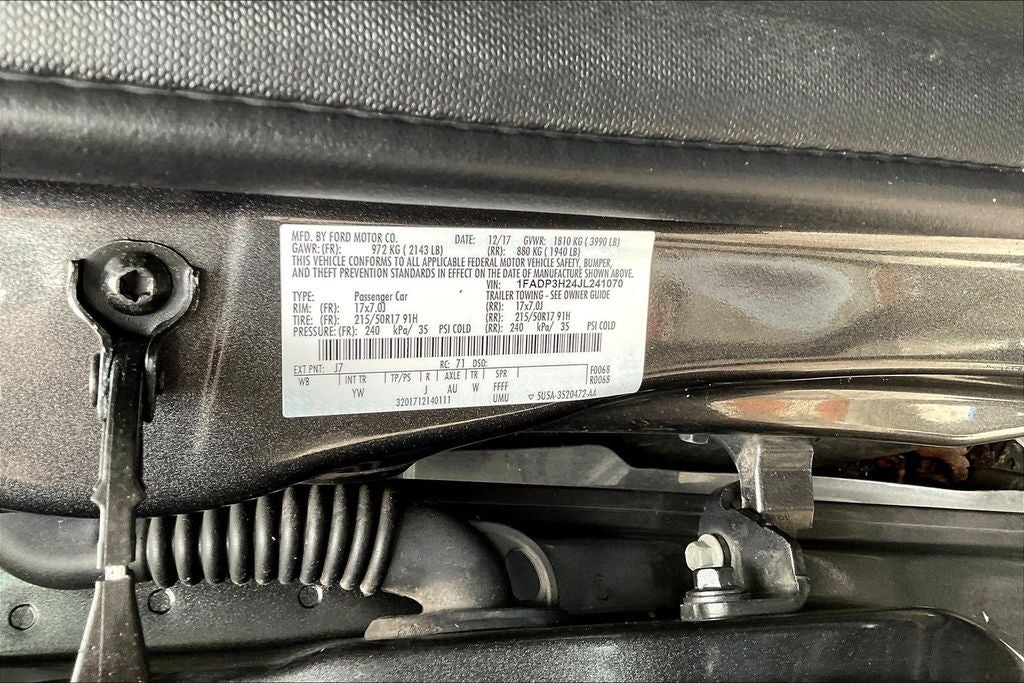 MFD. BY FORD MOTOR CO. DATE: 12/17 GVWR: 1810 KG ( 3990 LB)
GAWR: (FR): 972 KG ( 2143 LB) (RR): 880 KG ( 1940 LB)
THIS VEHICLE CONFORMS TO ALL APPLICABLE FEDERAL MOTOR VEHICLE SAFETY, BUMPER,
AND THEFT PREVENTION STANDARDS IN EFFECT ON THE DATE OF MANUFACTURE SHOWN ABOVE.
VIN: 1FADP3H24JL241070
TYPE: Passenger Car TRAILER TOWING - SEE OWNER GUIDE
RIM: (FR): 17x7.0J (RR): 17x7.0J
TIRE: (FR): 215/50R17 91H (RR): 215/50R17 91H
PRESSURE: (FR): 240 kPa/ 35 PSI COLD (RR): 240 kPa/ 35 PSI COLD
EXT PNT: J7 RC: 71 DSO: F0068
WB INT TR TP/PS R AXLE TR SPR R0068
YW J AU W FFFF
3201712140111 UMU ▽ 5U5A-3520472-AA